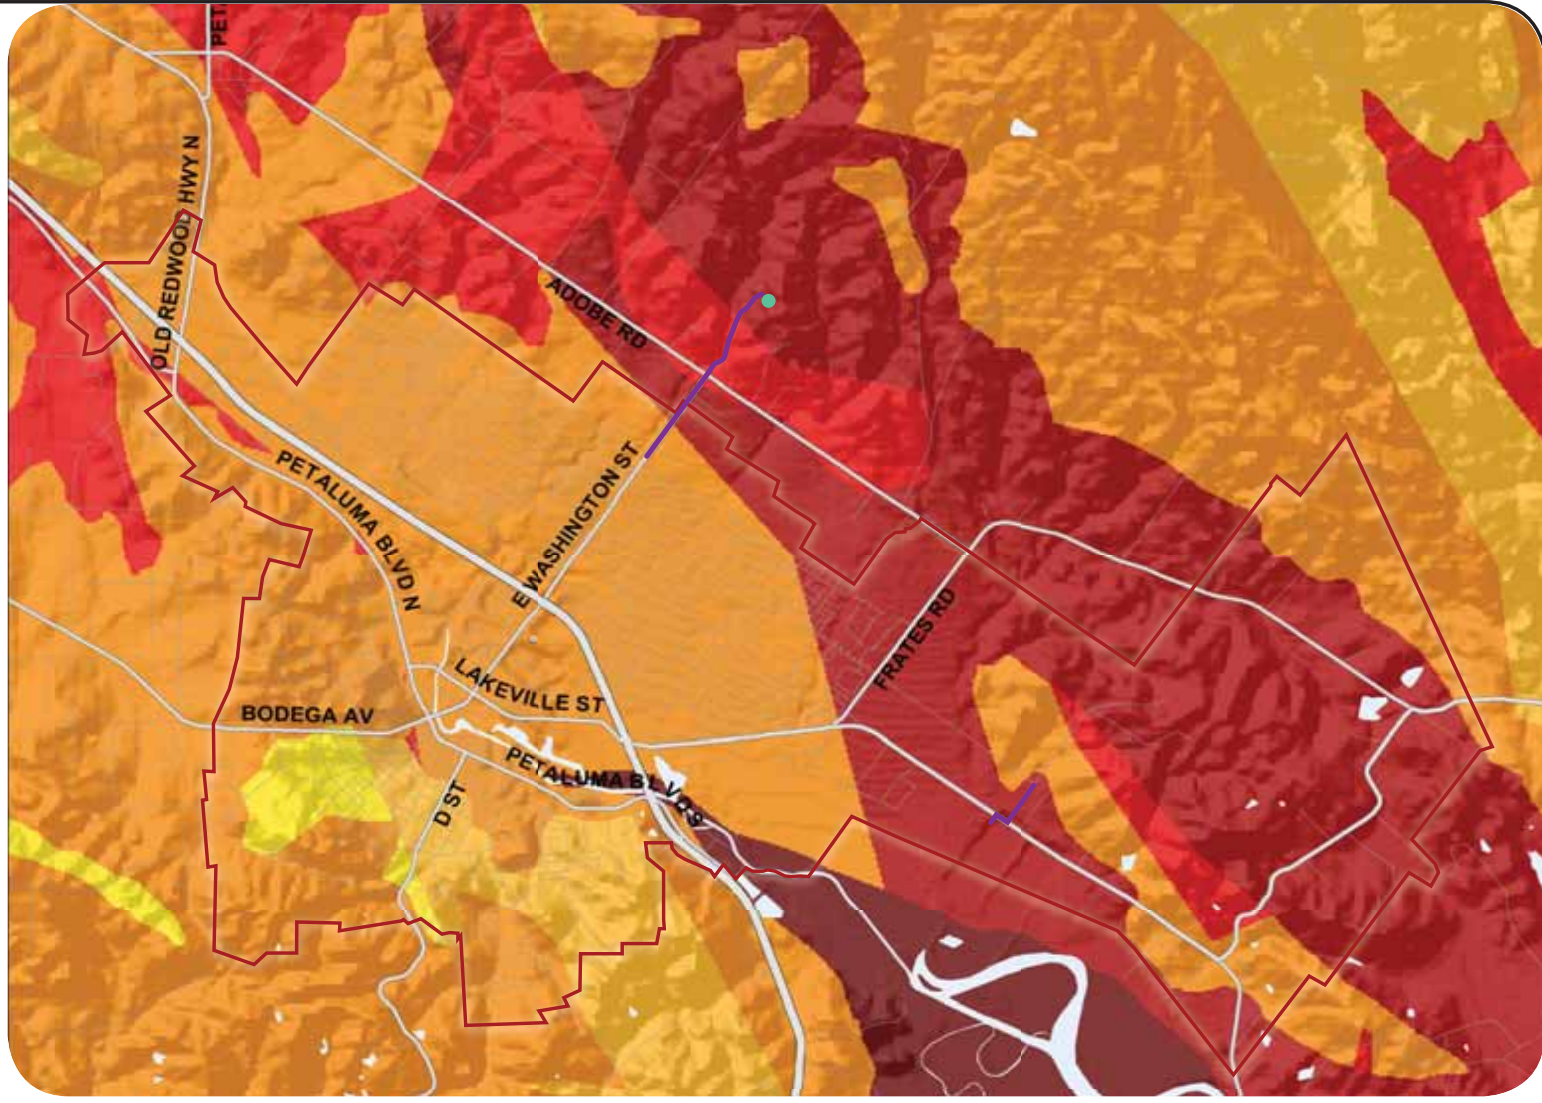 PET
OLD REDWOOD HWY N
ADOBE RD
PETALUMA BLVD N
E WASHINGTON ST
FRATES RD
LAKEVILLE ST
BODEGA AV
PETALUMA BLVD S
D ST